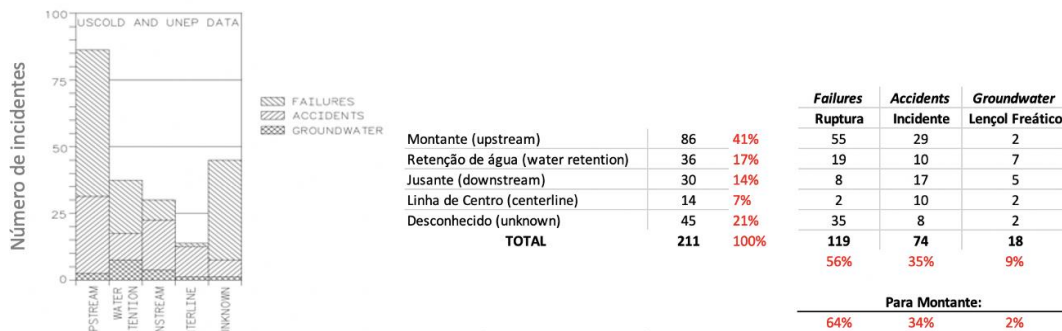 USCOLD AND UNEP DATA
Número de incidentes
100
75
50
25
0
PSTREAM
WATER
TENTION
NSTREAM
TERLINE
NKNOWN
FAILURES
ACCIDENTS
GROUNDWATER
Montante (upstream) 86 41%
Retenção de água (water retention) 36 17%
Jusante (downstream) 30 14%
Linha de Centro (centerline) 14 7%
Desconhecido (unknown) 45 21%
TOTAL 211 100%
Failures Accidents Groundwater
Ruptura Incidente Lençol Freático
55 29 2
19 10 7
8 17 5
2 10 2
35 8 2
119 74 18
56% 35% 9%
Para Montante:
64% 34% 2%